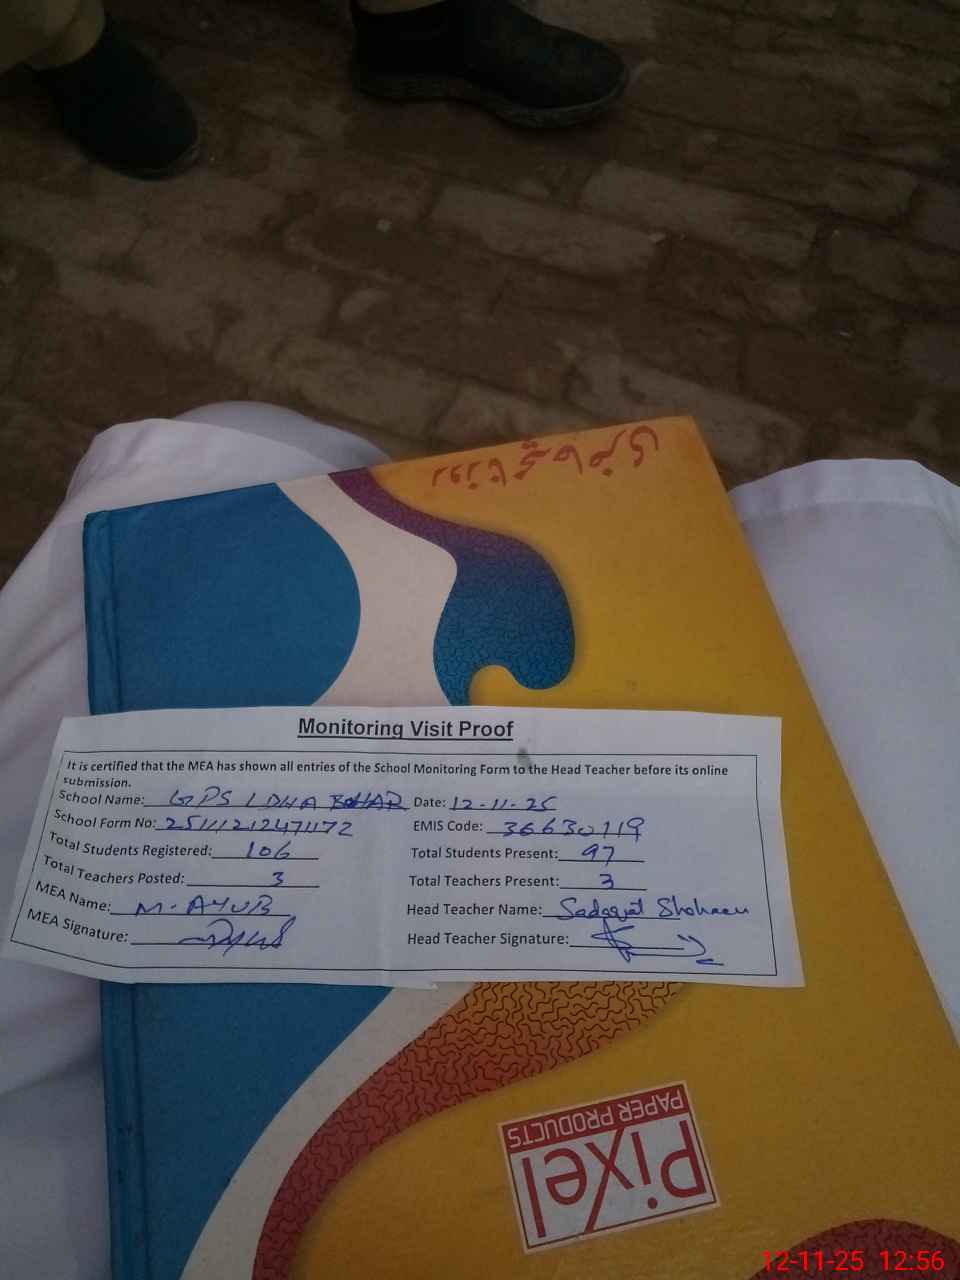 روزنامچہ حاضری
Monitoring Visit Proof
It is certified that the MEA has shown all entries of the School Monitoring Form to the Head Teacher before its online
submission.
School Name: GPS LDHA BOHAR Date: 12-11-25
School Form No: EMIS Code: 36630119
Total Students Registered: 106 Total Students Present: 97
Total Teachers Posted: 3 Total Teachers Present: 3
MEA Name: M. AYUB Head Teacher Name: Sadaqat
MEA Signature: Head Teacher Signature:
Pixel
PAPER PRODUCTS
12-11-25 12:56